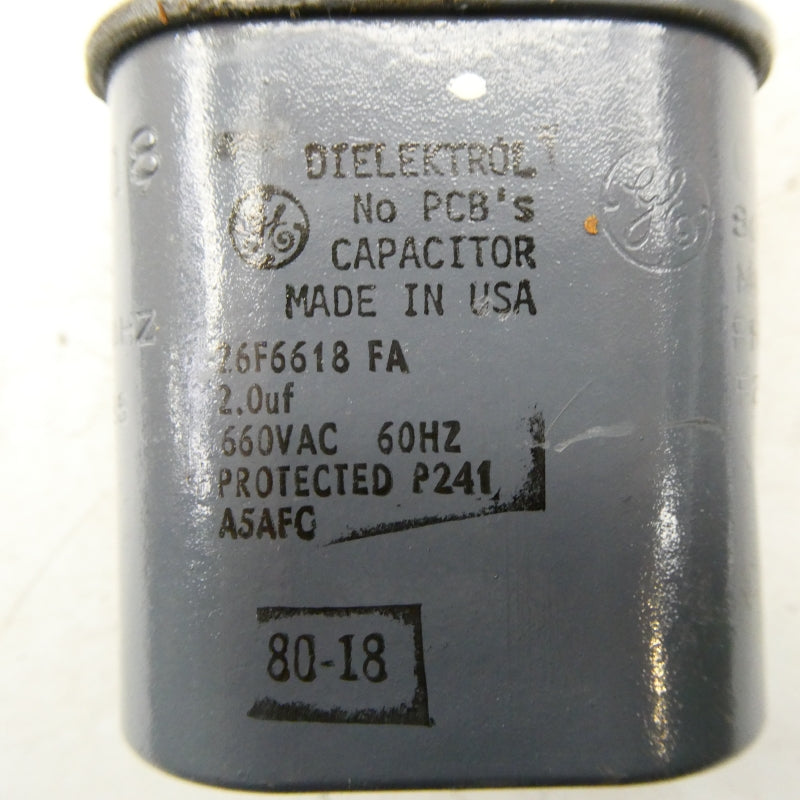 DIELEKTROL
No PCB's
CAPACITOR
MADE IN USA
26F6618 FA
2.0uf
660VAC 60HZ
PROTECTED P241
A5AFC
80-18